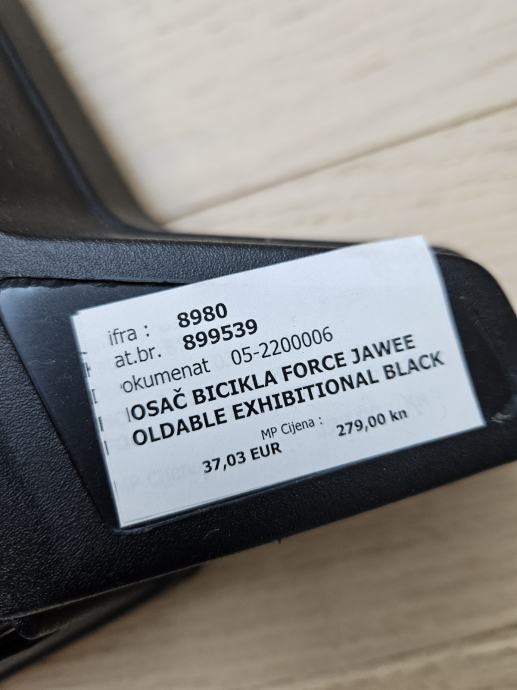 ifra : 8980
at.br. 899539
okumenat 05-2200006
OSAČ BICIKLA FORCE JAWEE
OLDABLE EXHIBITIONAL BLACK
MP Cijena :
37,03 EUR 279,00 kn